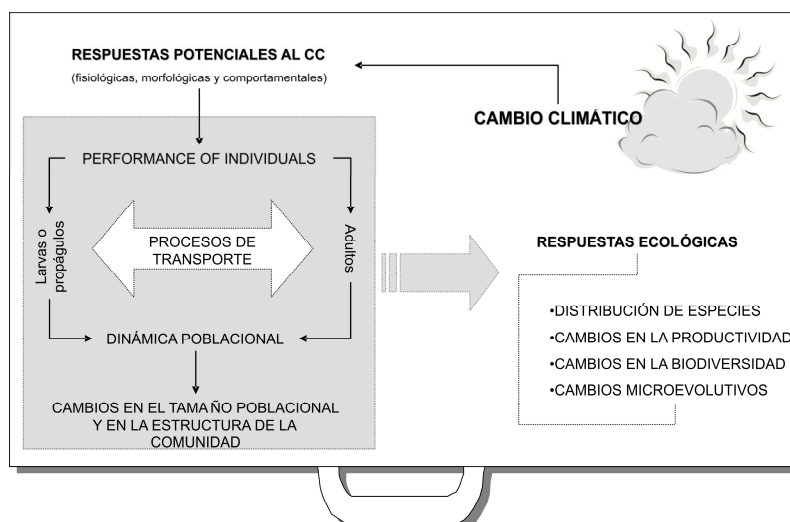 RESPUESTAS POTENCIALES AL CC
(fisiológicas, morfológicas y comportamentales)
CAMBIO CLIMÁTICO
PERFORMANCE OF INDIVIDUALS
Larvas o
propágulos
PROCESOS DE
TRANSPORTE
Adultos
DINÁMICA POBLACIONAL
CAMBIOS EN EL TAMAÑO POBLACIONAL
Y EN LA ESTRUCTURA DE LA
COMUNIDAD
RESPUESTAS ECOLÓGICAS
•DISTRIBUCIÓN DE ESPECIES
•CAMBIOS EN LA PRODUCTIVIDAD
•CAMBIOS EN LA BIODIVERSIDAD
•CAMBIOS MICROEVOLUTIVOS